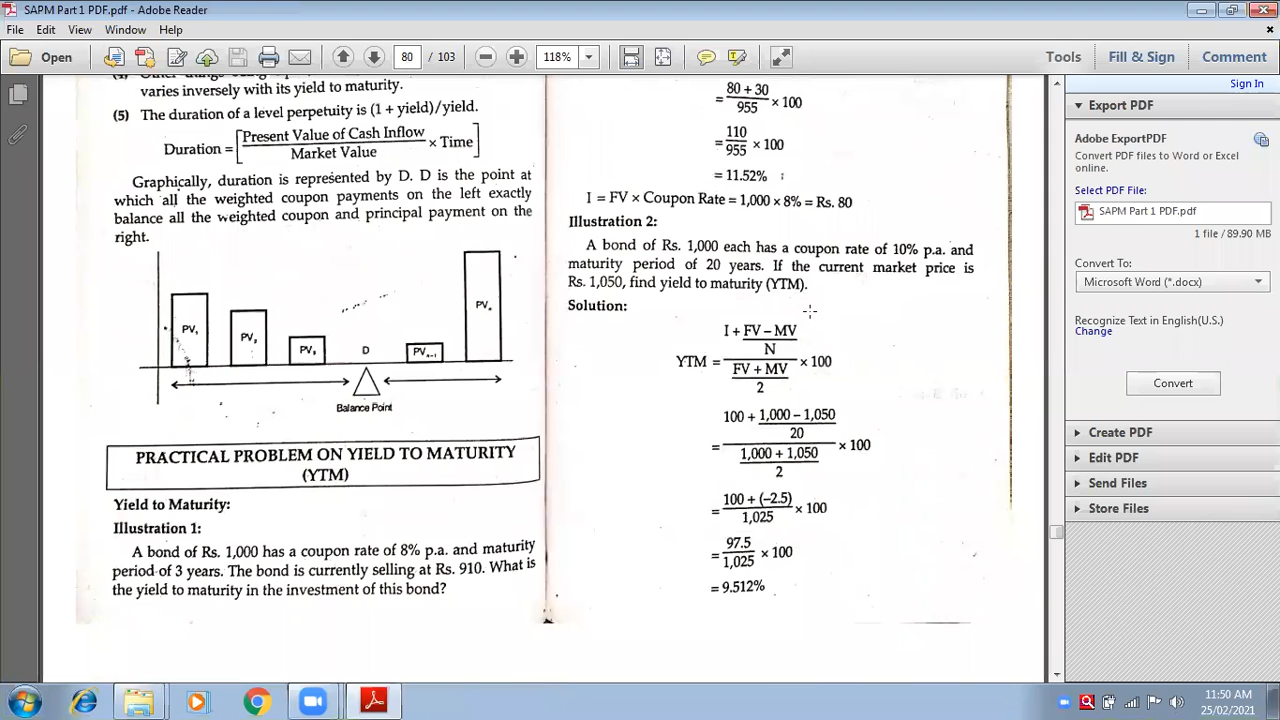 SAPM Part 1 PDF.pdf - Adobe Reader
File Edit View Window Help
Open 80 / 103 118% Tools Fill & Sign Comment
varies inversely with its yield to maturity.
(5) The duration of a level perpetuity is (1 + yield)/yield.
Duration = [ Present Value of Cash Inflow
Market Value × Time ]
Graphically, duration is represented by D. D is the point at
which all the weighted coupon payments on the left exactly
balance all the weighted coupon and principal payment on the
right.
PV₁ PV₂ PV₃ D PVₙ₋₁ PVₙ
Balance Point
PRACTICAL PROBLEM ON YIELD TO MATURITY
(YTM)
Yield to Maturity:
Illustration 1:
A bond of Rs. 1,000 has a coupon rate of 8% p.a. and maturity
period of 3 years. The bond is currently selling at Rs. 910. What is
the yield to maturity in the investment of this bond?
= 80 + 30
955 × 100
= 110
955 × 100
= 11.52%
I = FV × Coupon Rate = 1,000 × 8% = Rs. 80
Illustration 2:
A bond of Rs. 1,000 each has a coupon rate of 10% p.a. and
maturity period of 20 years. If the current market price is
Rs. 1,050, find yield to maturity (YTM).
Solution:
I + FV – MV
N
YTM = × 100
FV + MV
2
100 + 1,000 – 1,050
20
= × 100
1,000 + 1,050
2
= 100 + (–2.5)
1,025 × 100
= 97.5
1,025 × 100
= 9.512%
Sign In
Export PDF
Adobe ExportPDF
Convert PDF files to Word or Excel
online.
Select PDF File:
SAPM Part 1 PDF.pdf
1 file / 89.90 MB
Convert To:
Microsoft Word (*.docx)
Recognize Text in English(U.S.)
Change
Convert
Create PDF
Edit PDF
Send Files
Store Files
11:50 AM
25/02/2021